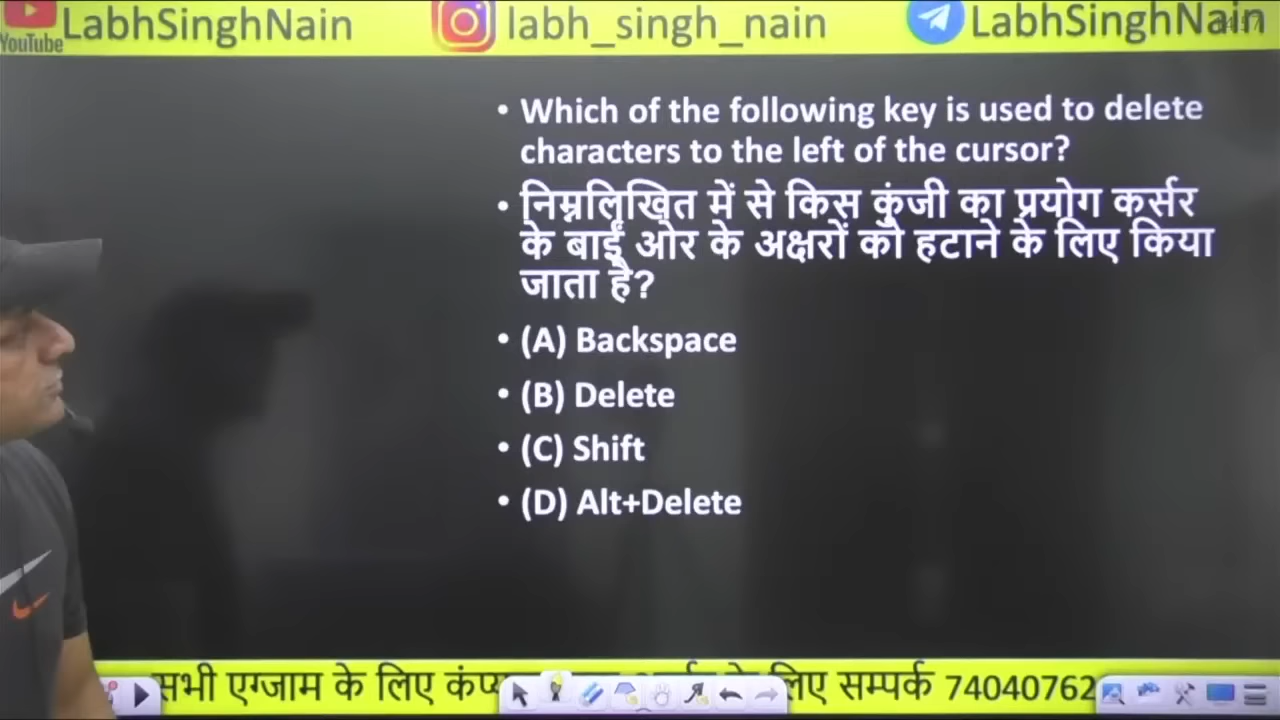 YouTube LabhSinghNain labh_singh_nain LabhSinghNain
• Which of the following key is used to delete
characters to the left of the cursor?
• निम्नलिखित में से किस कुंजी का प्रयोग कर्सर
के बाईं ओर के अक्षरों को हटाने के लिए किया
जाता है?
• (A) Backspace
• (B) Delete
• (C) Shift
• (D) Alt+Delete
सभी एग्जाम के लिए लिए सम्पर्क 74040762